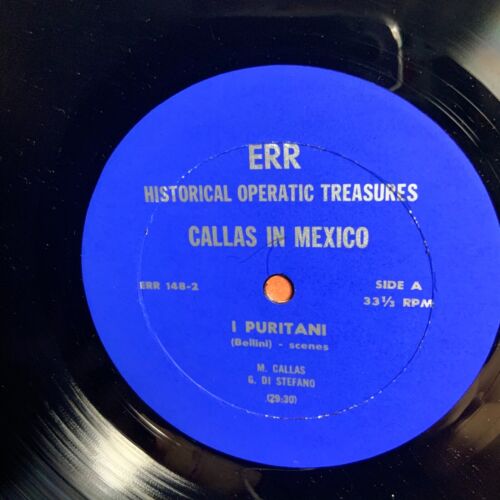 ERR
HISTORICAL OPERATIC TREASURES
CALLAS IN MEXICO
ERR 148-2
SIDE A
33⅓ RPM
I PURITANI
(Bellini) - scenes
M. CALLAS
G. DI STEFANO
(29:30)